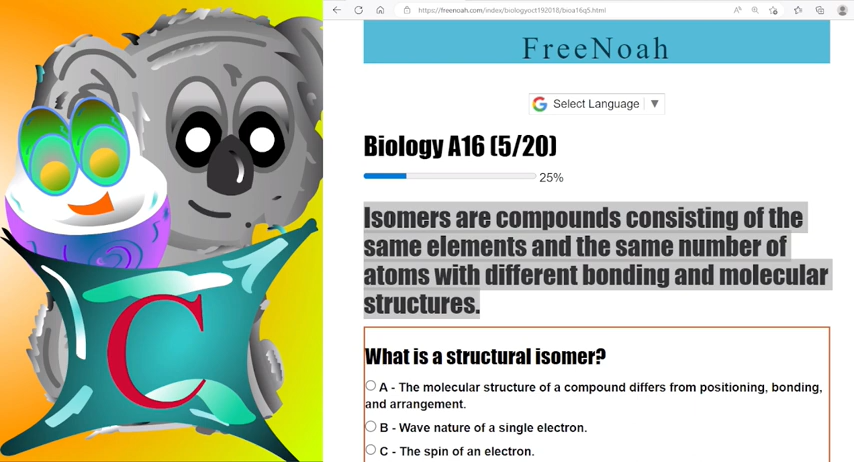 https://freenoah.com/index/biologyoct192018/bioa16q5.html
FreeNoah
Select Language
Biology A16 (5/20)
25%
Isomers are compounds consisting of the
same elements and the same number of
atoms with different bonding and molecular
structures.
C
What is a structural isomer?
A - The molecular structure of a compound differs from positioning, bonding,
and arrangement.
B - Wave nature of a single electron.
C - The spin of an electron.